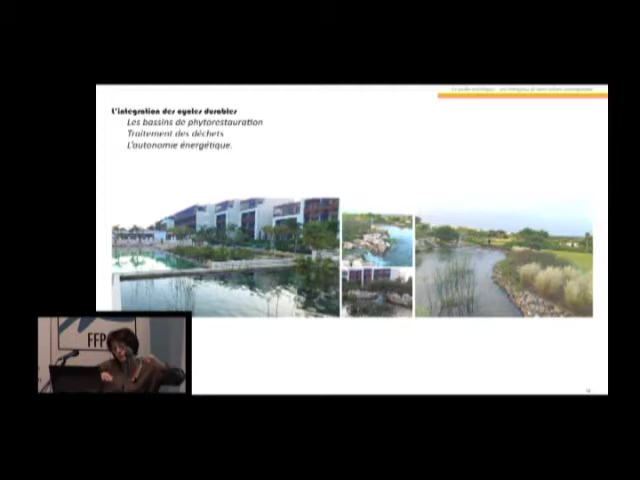 L'intégration des cycles durables
Les bassins de phytorestauration
Traitement des déchets
L'autonomie énergétique.
FFP